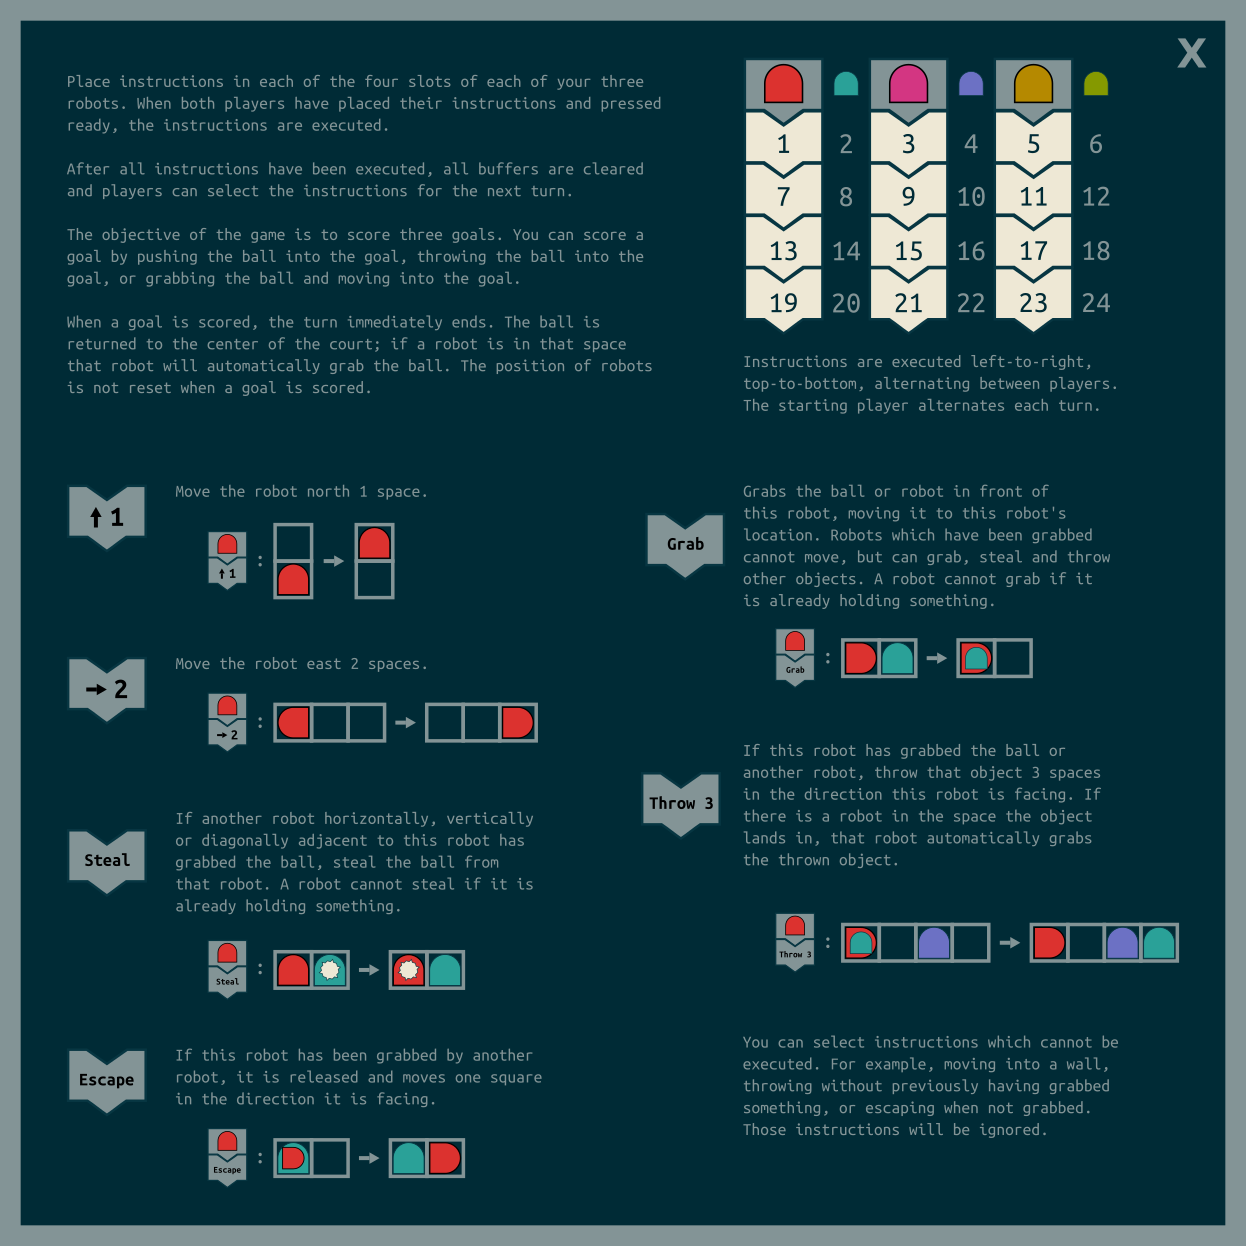 X
Place instructions in each of the four slots of each of your three
robots. When both players have placed their instructions and pressed
ready, the instructions are executed.
After all instructions have been executed, all buffers are cleared
and players can select the instructions for the next turn.
The objective of the game is to score three goals. You can score a
goal by pushing the ball into the goal, throwing the ball into the
goal, or grabbing the ball and moving into the goal.
When a goal is scored, the turn immediately ends. The ball is
returned to the center of the court; if a robot is in that space
that robot will automatically grab the ball. The position of robots
is not reset when a goal is scored.
1 2 3 4 5 6
7 8 9 10 11 12
13 14 15 16 17 18
19 20 21 22 23 24
Instructions are executed left-to-right,
top-to-bottom, alternating between players.
The starting player alternates each turn.
↑ 1
Move the robot north 1 space.
↑ 1 :
→ 2
Move the robot east 2 spaces.
→ 2 :
Steal
If another robot horizontally, vertically
or diagonally adjacent to this robot has
grabbed the ball, steal the ball from
that robot. A robot cannot steal if it is
already holding something.
Steal :
Escape
If this robot has been grabbed by another
robot, it is released and moves one square
in the direction it is facing.
Escape :
Grab
Grabs the ball or robot in front of
this robot, moving it to this robot's
location. Robots which have been grabbed
cannot move, but can grab, steal and throw
other objects. A robot cannot grab if it
is already holding something.
Grab :
Throw 3
If this robot has grabbed the ball or
another robot, throw that object 3 spaces
in the direction this robot is facing. If
there is a robot in the space the object
lands in, that robot automatically grabs
the thrown object.
Throw 3 :
You can select instructions which cannot be
executed. For example, moving into a wall,
throwing without previously having grabbed
something, or escaping when not grabbed.
Those instructions will be ignored.